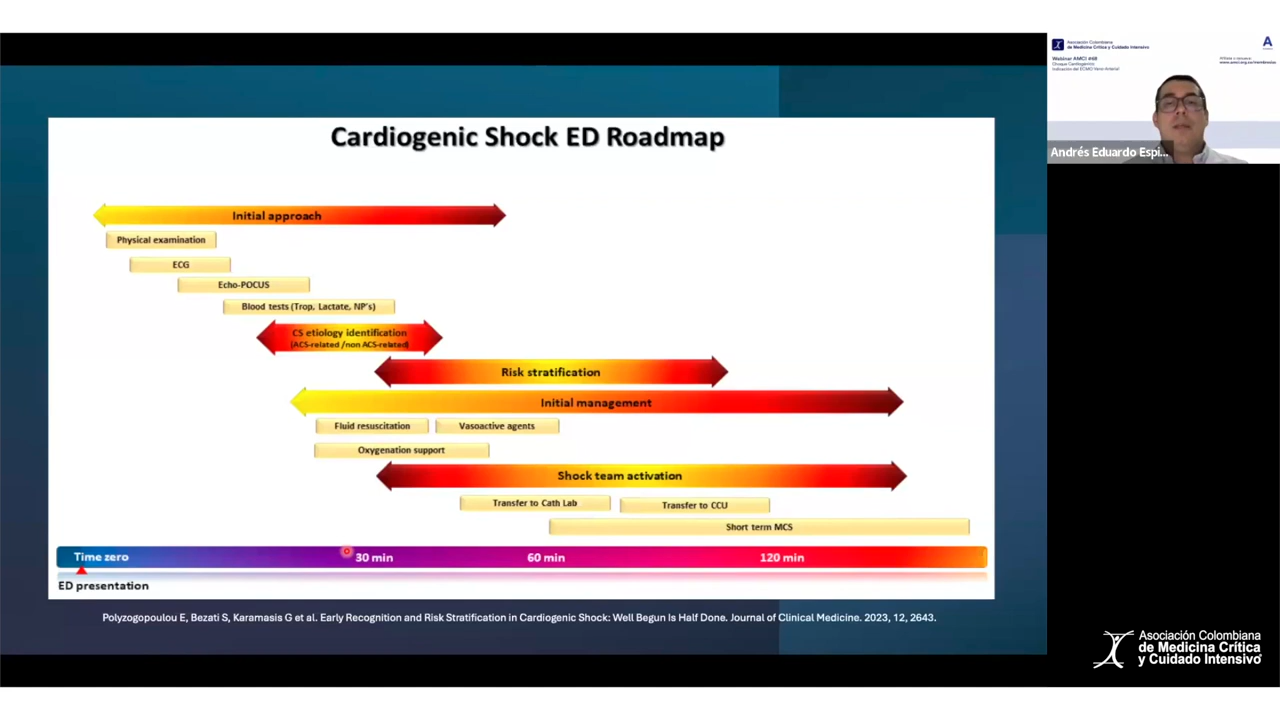 Cardiogenic Shock ED Roadmap
Initial approach
Physical examination
ECG
Echo-POCUS
Blood tests (Trop, Lactate, NP's)
CS etiology identification
(ACS-related /non ACS-related)
Risk stratification
Initial management
Fluid resuscitation
Vasoactive agents
Oxygenation support
Shock team activation
Transfer to Cath Lab
Transfer to CCU
Short term MCS
Time zero
30 min
60 min
120 min
ED presentation
Polyzogopoulou E, Bezati S, Karamasis G et al. Early Recognition and Risk Stratification in Cardiogenic Shock: Well Begun Is Half Done. Journal of Clinical Medicine. 2023, 12, 2643.
Asociación Colombiana
de Medicina Crítica y Cuidado Intensivo
Webinar AMCI #48
Choque Cardiogénico:
Indicación del ECMO Veno Arterial
A
www.amci.org.co/membresias
Andrés Eduardo Espi...
Asociación Colombiana
de Medicina Crítica
y Cuidado Intensivo